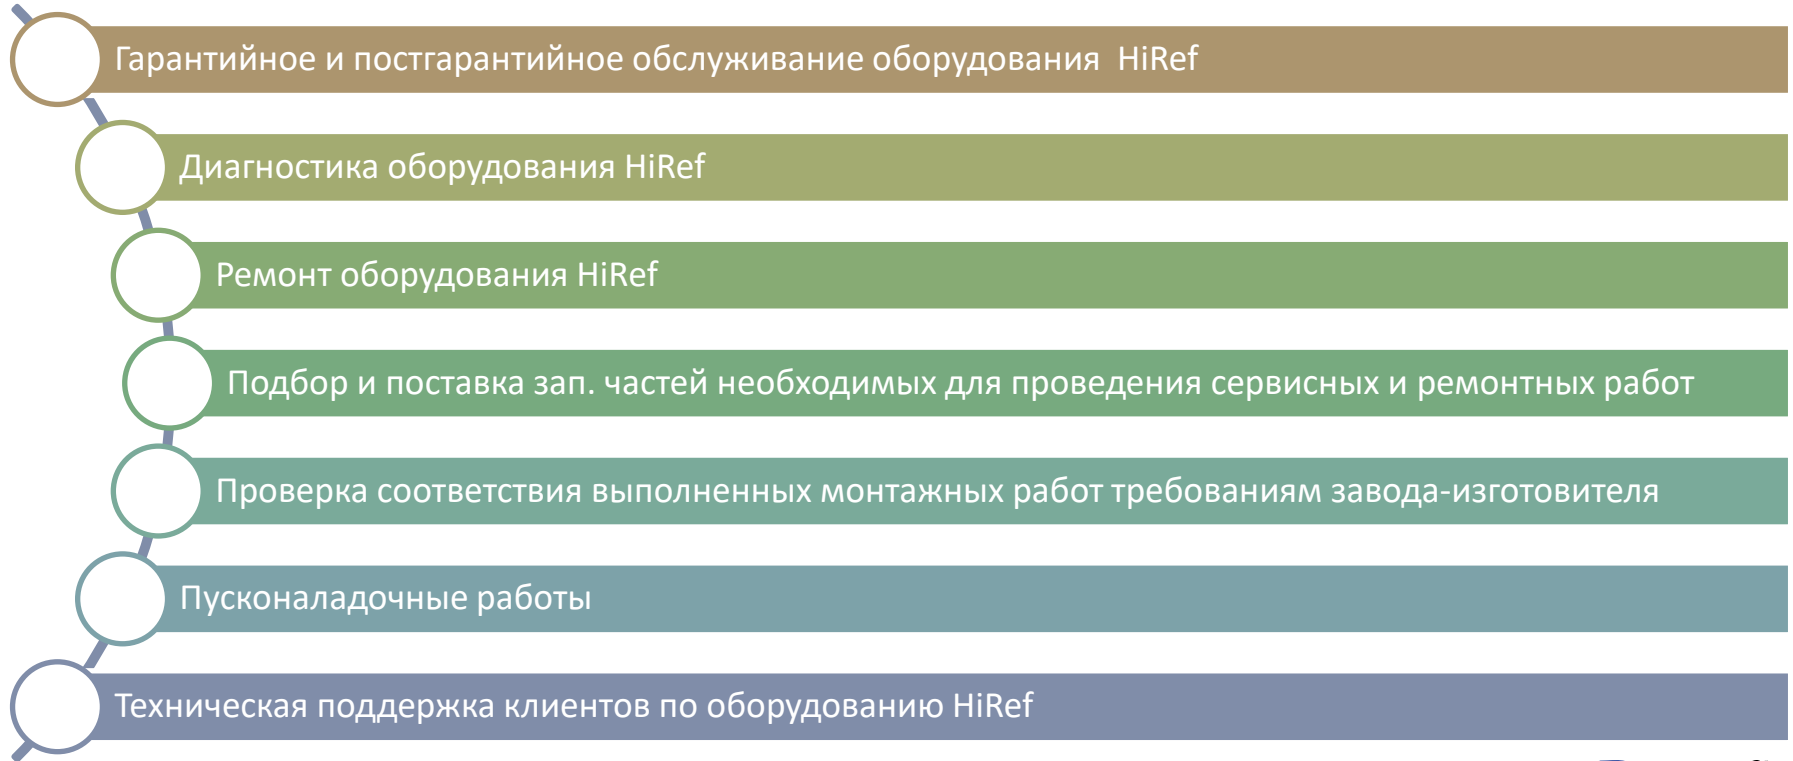 Гарантийное и постгарантийное обслуживание оборудования  HiRef
Диагностика оборудования HiRef
Ремонт оборудования HiRef
Подбор и поставка зап. частей необходимых для проведения сервисных и ремонтных работ
Проверка соответствия выполненных монтажных работ требованиям завода-изготовителя
Пусконаладочные работы
Техническая поддержка клиентов по оборудованию HiRef